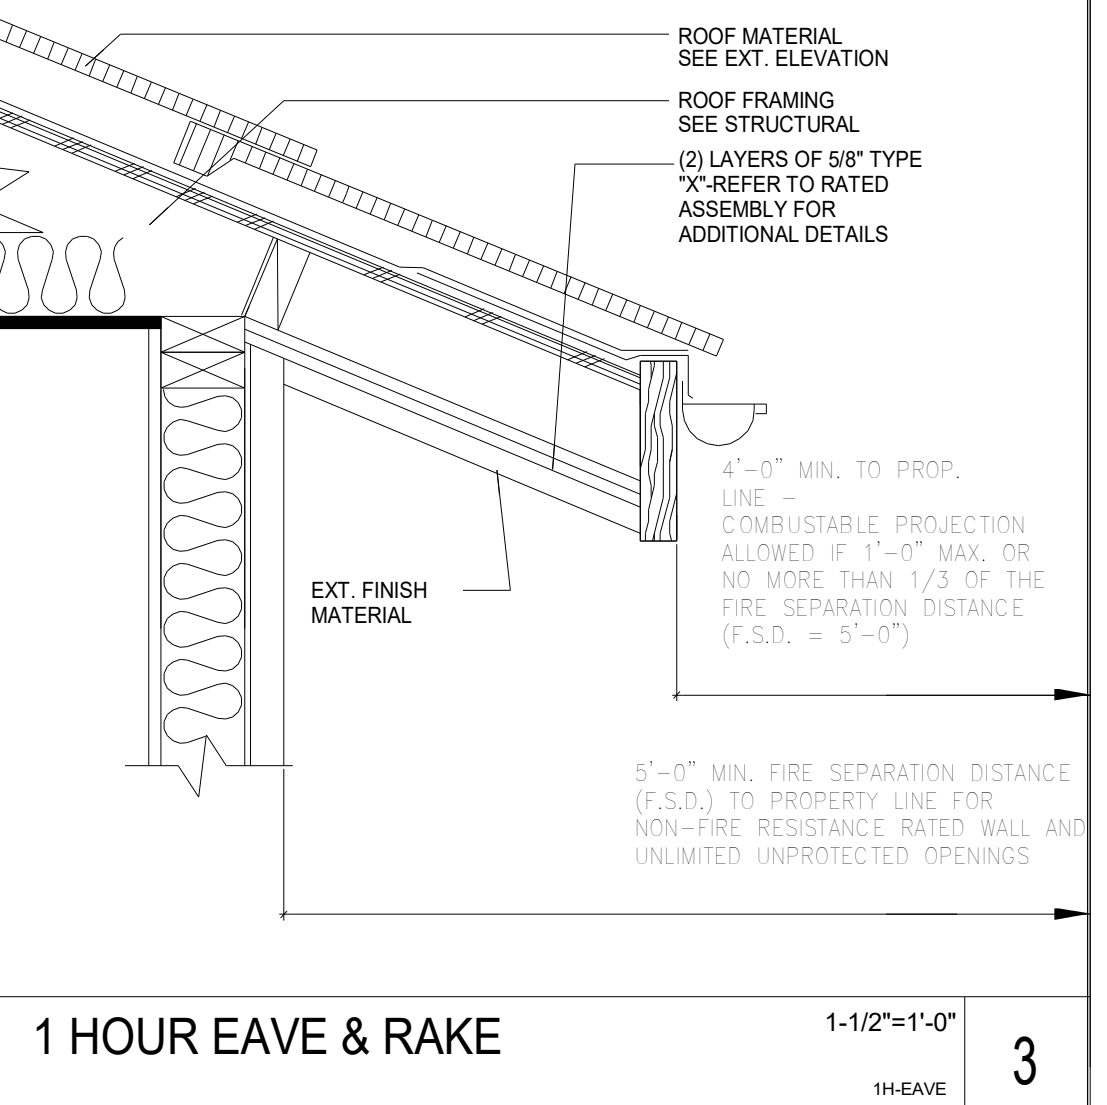 ROOF MATERIAL
SEE EXT. ELEVATION
ROOF FRAMING
SEE STRUCTURAL
(2) LAYERS OF 5/8" TYPE
"X"-REFER TO RATED
ASSEMBLY FOR
ADDITIONAL DETAILS
4'-0" MIN. TO PROP.
LINE -
COMBUSTABLE PROJECTION
ALLOWED IF 1'-0" MAX. OR
NO MORE THAN 1/3 OF THE
FIRE SEPARATION DISTANCE
(F.S.D. = 5'-0")
EXT. FINISH
MATERIAL
5'-0" MIN. FIRE SEPARATION DISTANCE
(F.S.D.) TO PROPERTY LINE FOR
NON-FIRE RESISTANCE RATED WALL AND
UNLIMITED UNPROTECTED OPENINGS
1 HOUR EAVE & RAKE
1-1/2"=1'-0"
3
1H-EAVE